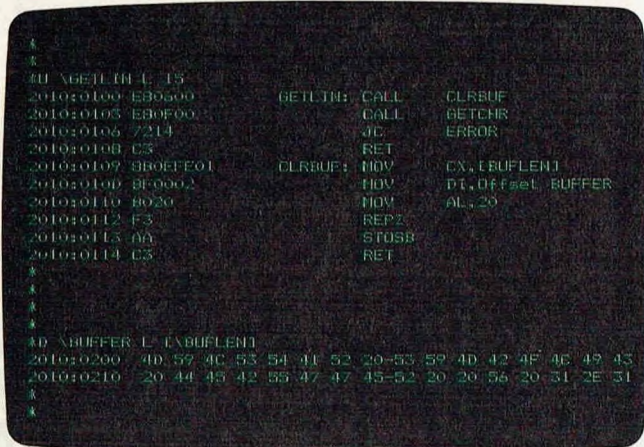 *
*
*U \GETLIN L 15
2010:0100 E80600 GETLIN: CALL CLRBUF
2010:0103 E80F00 CALL GETCHR
2010:0106 7214 JC ERROR
2010:0108 C3 RET
2010:0109 8B0EFE01 CLRBUF: MOV CX,[BUFLEN]
2010:010D BF0002 MOV DI,Offset BUFFER
2010:0110 B020 MOV AL,20
2010:0112 F3 REPZ
2010:0113 AA STOSB
2010:0114 C3 RET
*
*
*
*
*D \BUFFER L [\BUFLEN]
2010:0200 4D 59 4C 53 54 41 52 20-53 59 4D 42 4F 4C 49 43
2010:0210 20 44 45 42 55 47 47 45-52 20 20 56 20 31 2E 31
*
*